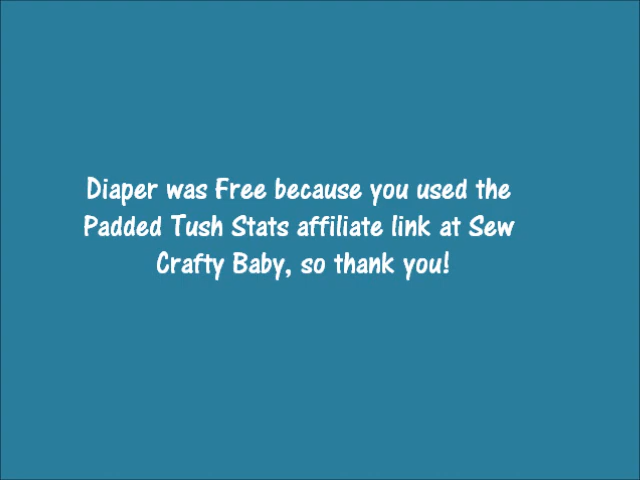 Diaper was Free because you used the
Padded Tush Stats affiliate link at Sew
Crafty Baby, so thank you!